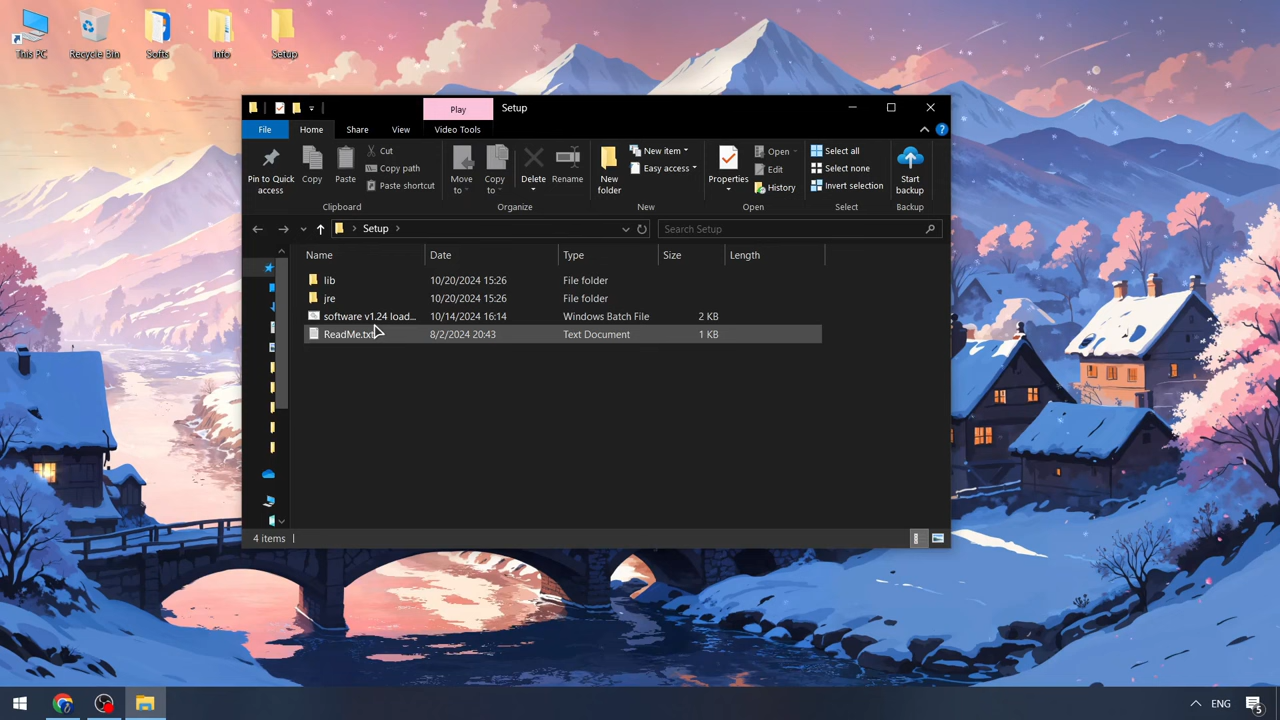 This PC
Recycle Bin
Softs
Info
Setup
Play
Setup
File
Home
Share
View
Video Tools
Pin to Quick access
Copy
Paste
Cut
Copy path
Paste shortcut
Clipboard
Move to
Copy to
Delete
Rename
Organize
New folder
New item
Easy access
New
Properties
Open
Edit
History
Open
Select all
Select none
Invert selection
Select
Start backup
Backup
Setup
Search Setup
Name Date Type Size Length
lib 10/20/2024 15:26 File folder
jre 10/20/2024 15:26 File folder
software v1.24 load... 10/14/2024 16:14 Windows Batch File 2 KB
ReadMe.txt 8/2/2024 20:43 Text Document 1 KB
4 items
ENG
5